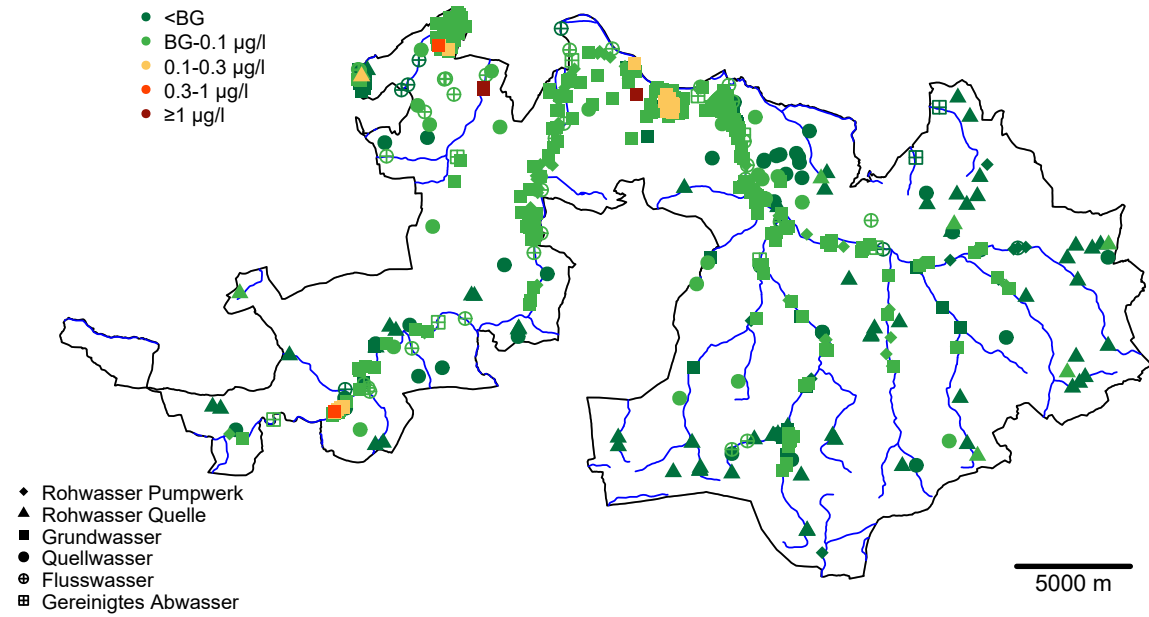 <BG
BG-0.1 µg/l
0.1-0.3 µg/l
0.3-1 µg/l
≥1 µg/l
Rohwasser Pumpwerk
Rohwasser Quelle
Grundwasser
Quellwasser
Flusswasser
Gereinigtes Abwasser
5000 m